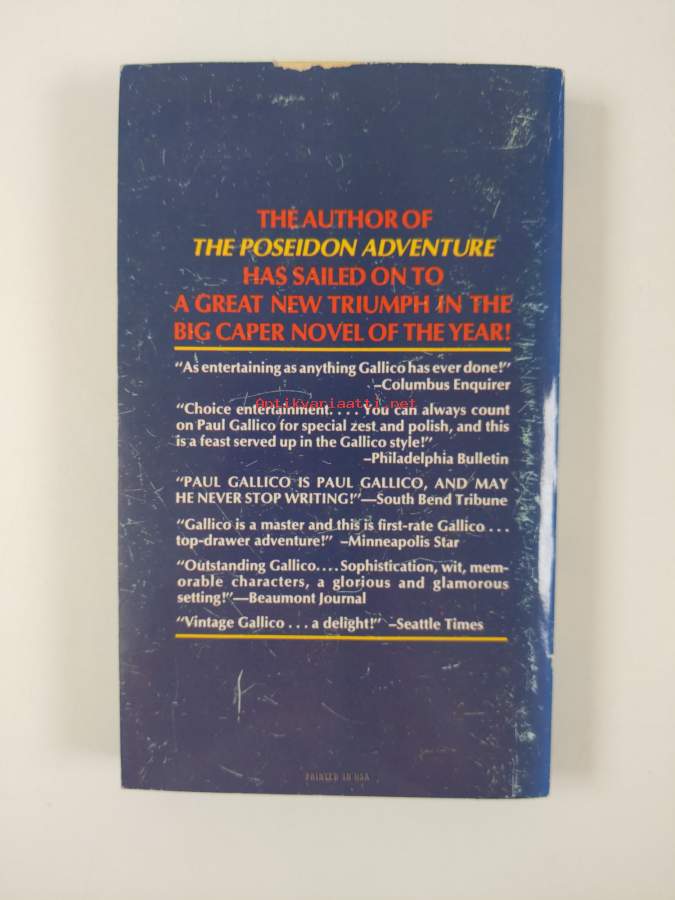 THE AUTHOR OF
THE POSEIDON ADVENTURE
HAS SAILED ON TO
A GREAT NEW TRIUMPH IN THE
BIG CAPER NOVEL OF THE YEAR!
"As entertaining as anything Gallico has ever done!"
–Columbus Enquirer
Antikvariaatti.net
"Choice entertainment. . . . You can always count
on Paul Gallico for special zest and polish, and this
is a feast served up in the Gallico style!"
–Philadelphia Bulletin
"PAUL GALLICO IS PAUL GALLICO, AND MAY
HE NEVER STOP WRITING!"—South Bend Tribune
"Gallico is a master and this is first-rate Gallico . . .
top-drawer adventure!" –Minneapolis Star
"Outstanding Gallico. . . . Sophistication, wit, mem-
orable characters, a glorious and glamorous
setting!"—Beaumont Journal
"Vintage Gallico . . . a delight!" –Seattle Times
PRINTED IN USA